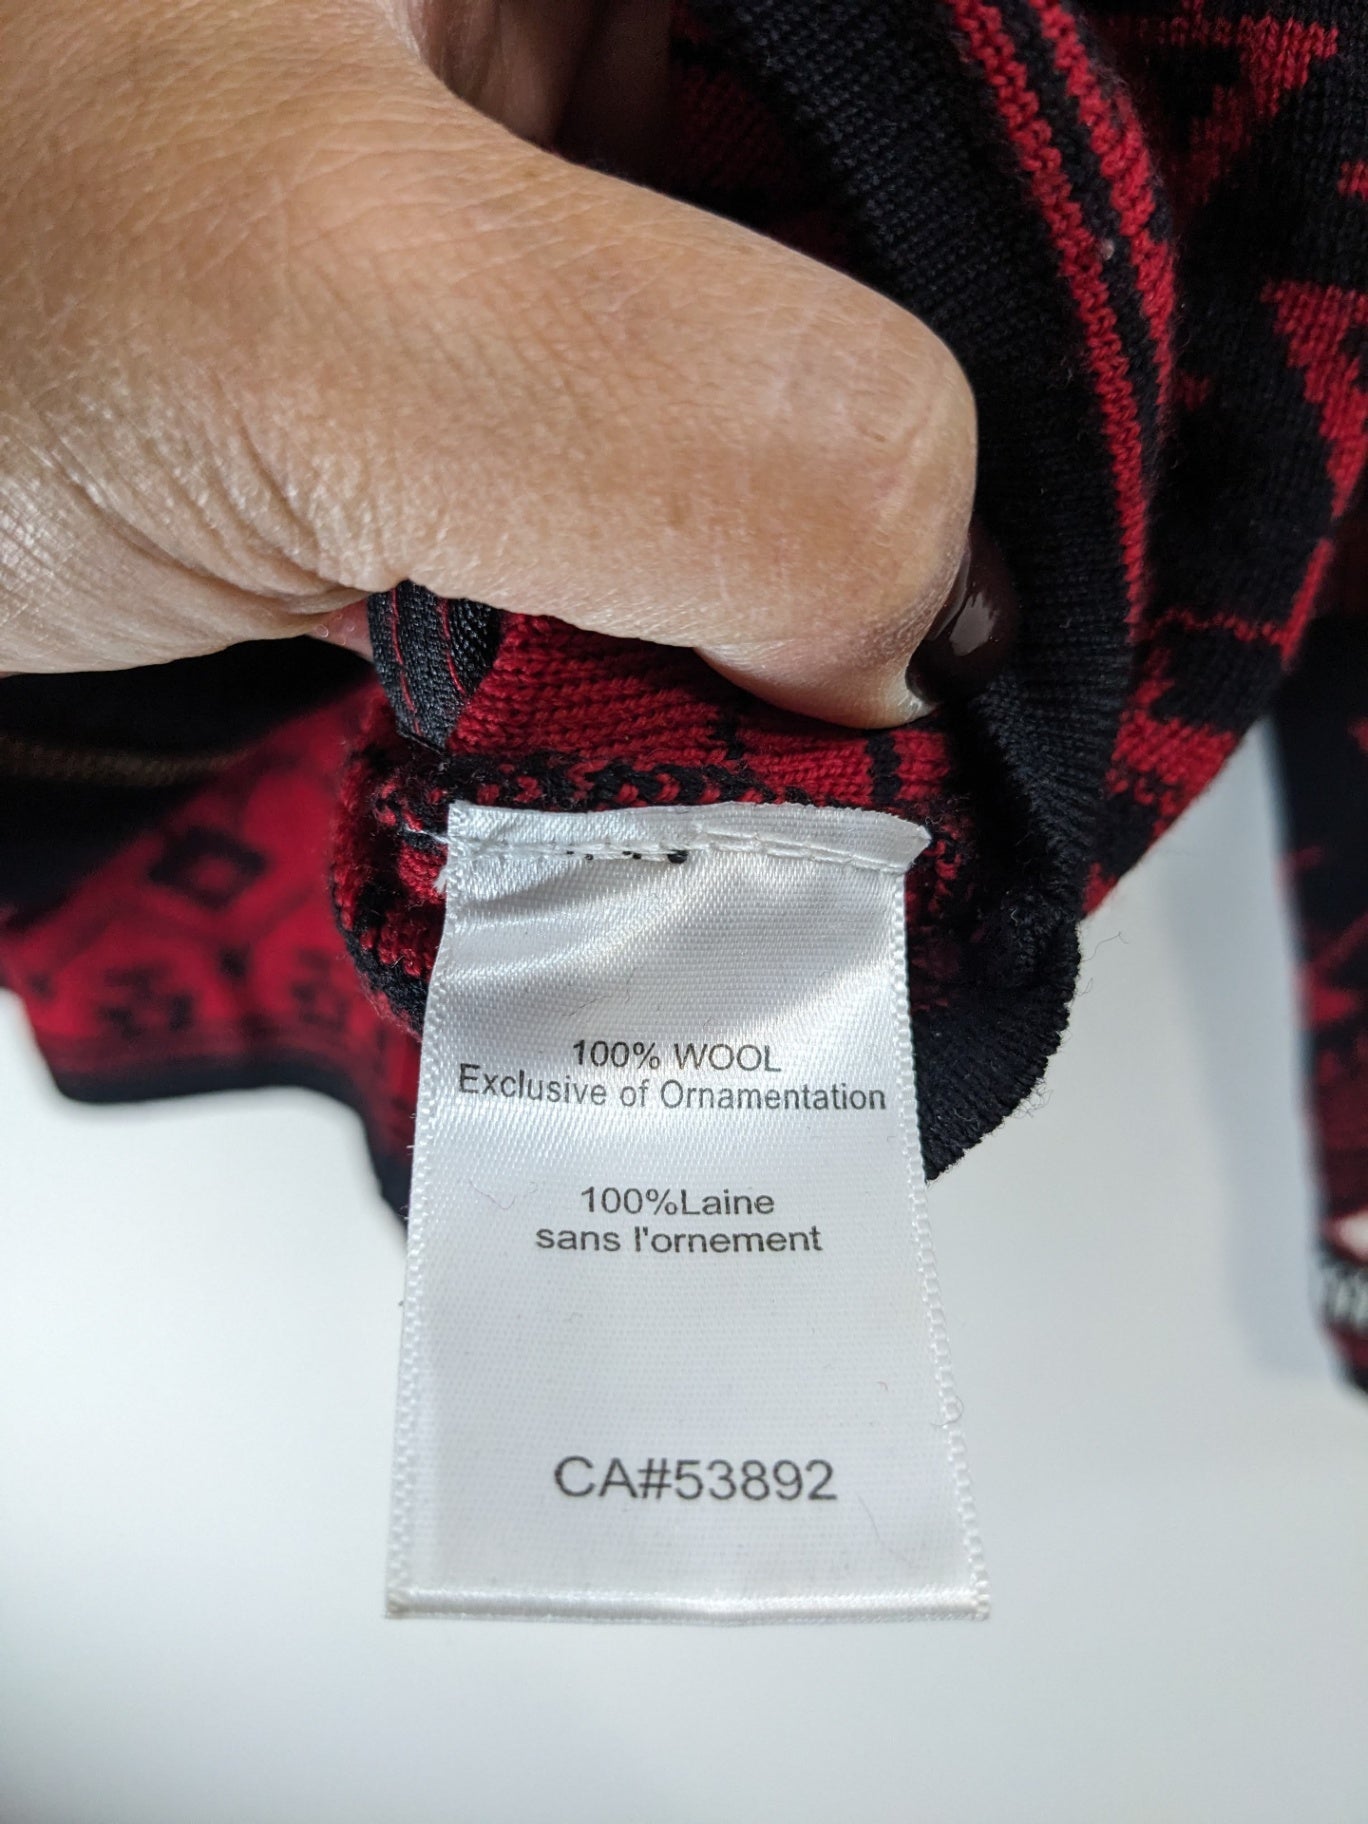 100% WOOL
Exclusive of Ornamentation
100%Laine
sans l'ornement
CA#53892